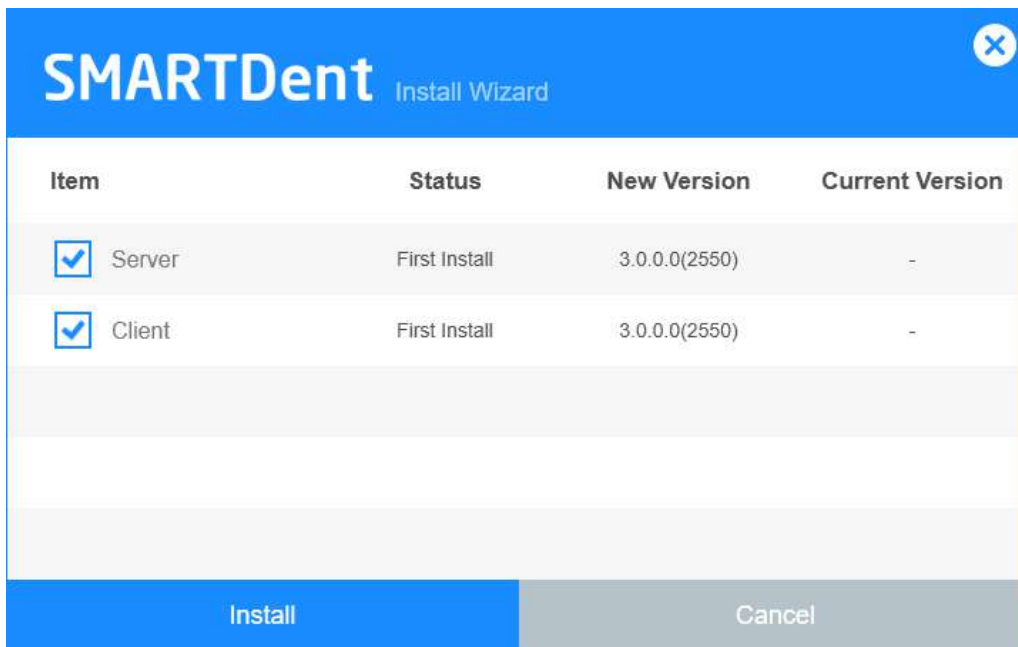 SMARTDent Install Wizard
Item Status New Version Current Version
Server First Install 3.0.0.0(2550) -
Client First Install 3.0.0.0(2550) -
Install Cancel